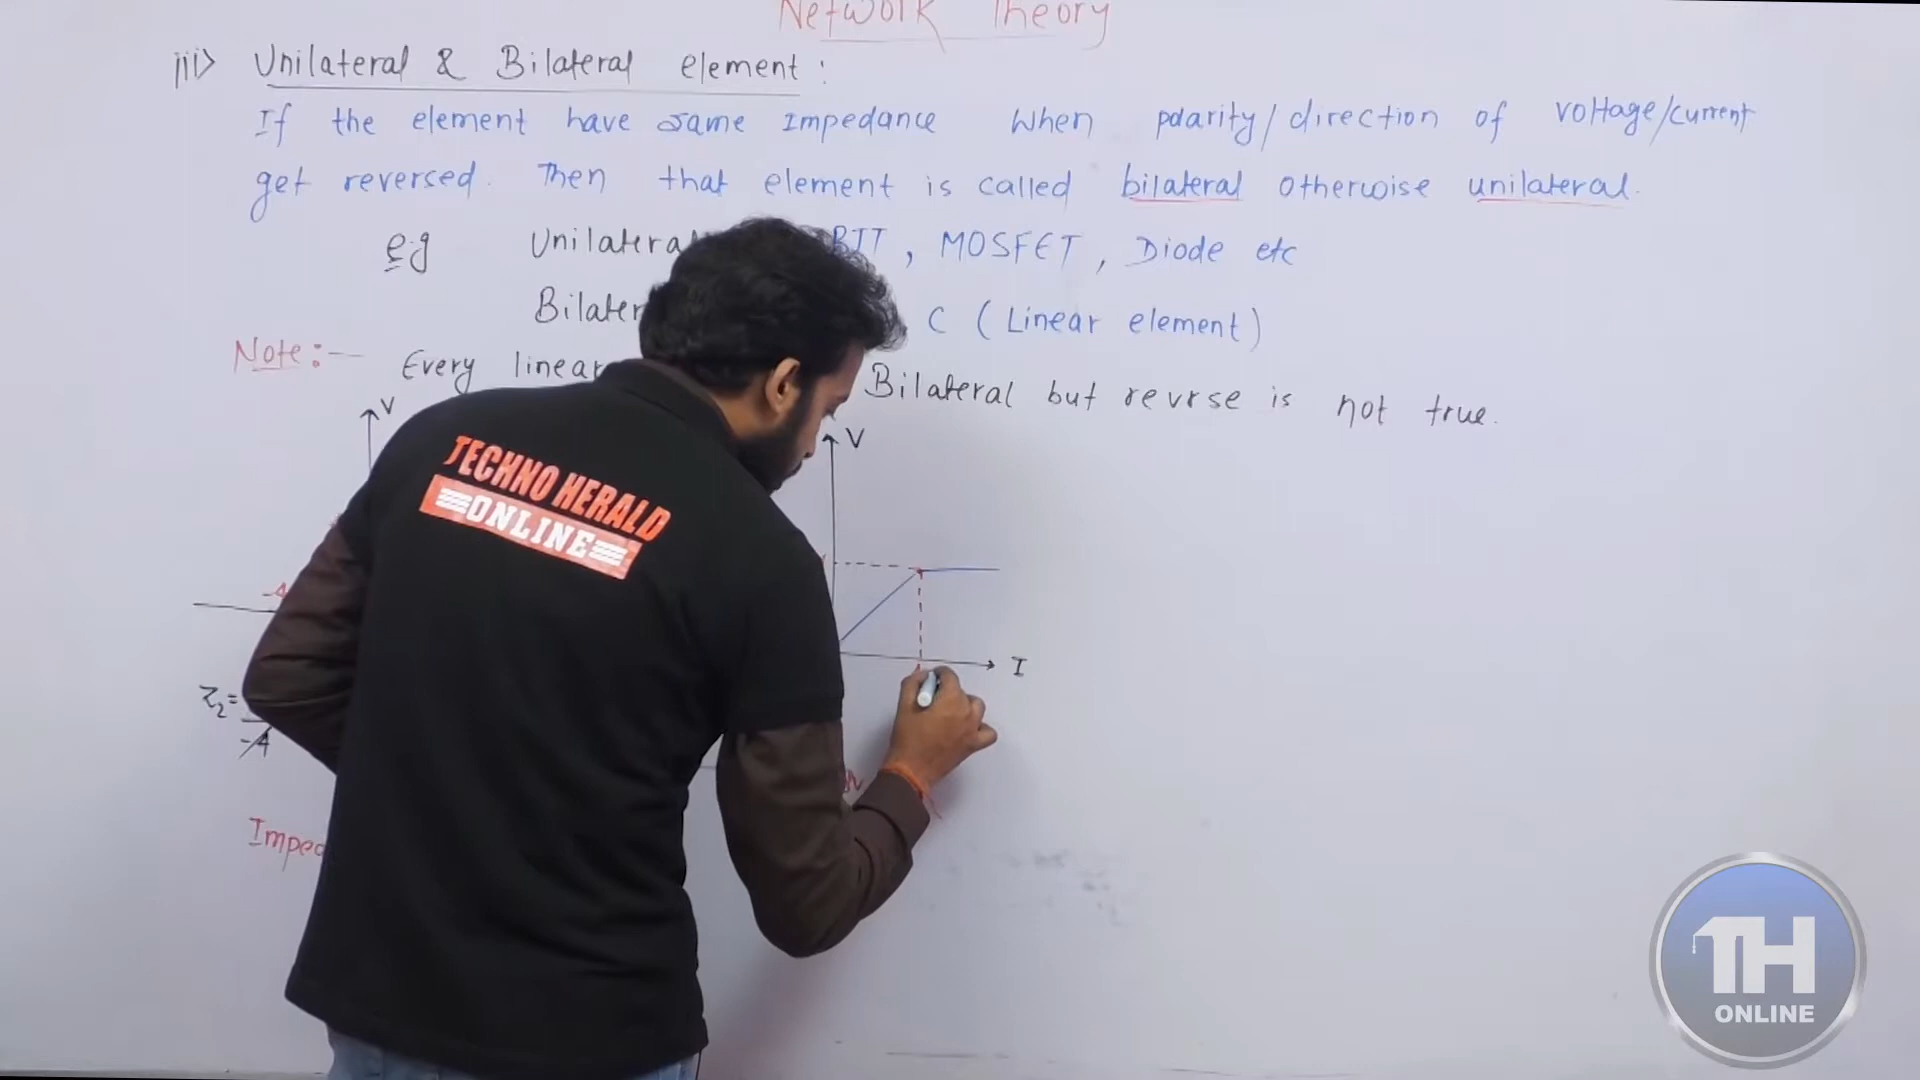 Network Theory
iii> Unilateral & Bilateral element :
If the element have same Impedance When polarity/direction of voltage/current
get reversed. Then that element is called bilateral otherwise unilateral.
e.g Unilatera BJT , MOSFET , Diode etc
Bilater C (Linear element)
Note:- Every linear Bilateral but revrse is not true.
V
V
I
Z2=
-A
Imped
TECHNO HERALD
ONLINE
TH
ONLINE